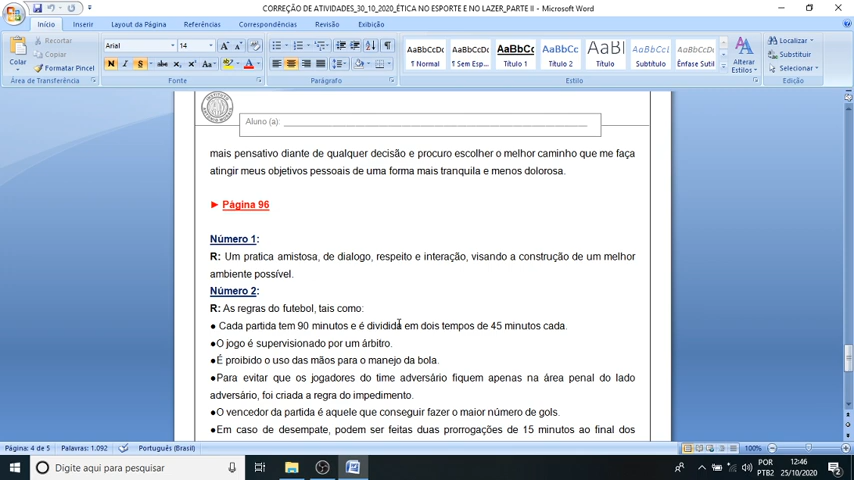 CORREÇÃO DE ATIVIDADES_30_10_2020_ÉTICA NO ESPORTE E NO LAZER_PARTE II - Microsoft Word
Início Inserir Layout da Página Referências Correspondências Revisão Exibição
Colar
Recortar
Copiar
Formatar Pincel
Área de Transferência
Arial 14
N I S abc x₂ x² Aa
Fonte
Parágrafo
AaBbCcDc AaBbCcDc AaBbCc AaBbCc AaBl AaBbCcL AaBbCcDc
¶ Normal ¶ Sem Esp... Título 1 Título 2 Título Subtítulo Ênfase Sutil
Estilo
Alterar
Estilos
Localizar
Substituir
Selecionar
Edição
Aluno (a):
mais pensativo diante de qualquer decisão e procuro escolher o melhor caminho que me faça
atingir meus objetivos pessoais de uma forma mais tranquila e menos dolorosa.
► Página 96
Número 1:
R: Um pratica amistosa, de dialogo, respeito e interação, visando a construção de um melhor
ambiente possível.
Número 2:
R: As regras do futebol, tais como:
● Cada partida tem 90 minutos e é dividida em dois tempos de 45 minutos cada.
●O jogo é supervisionado por um árbitro.
●É proibido o uso das mãos para o manejo da bola.
●Para evitar que os jogadores do time adversário fiquem apenas na área penal do lado
adversário, foi criada a regra do impedimento.
●O vencedor da partida é aquele que conseguir fazer o maior número de gols.
●Em caso de desempate, podem ser feitas duas prorrogações de 15 minutos ao final dos
Página: 4 de 5 Palavras: 1.092 Português (Brasil) 100%
Digite aqui para pesquisar
POR
PTB2
12:46
25/10/2020
2